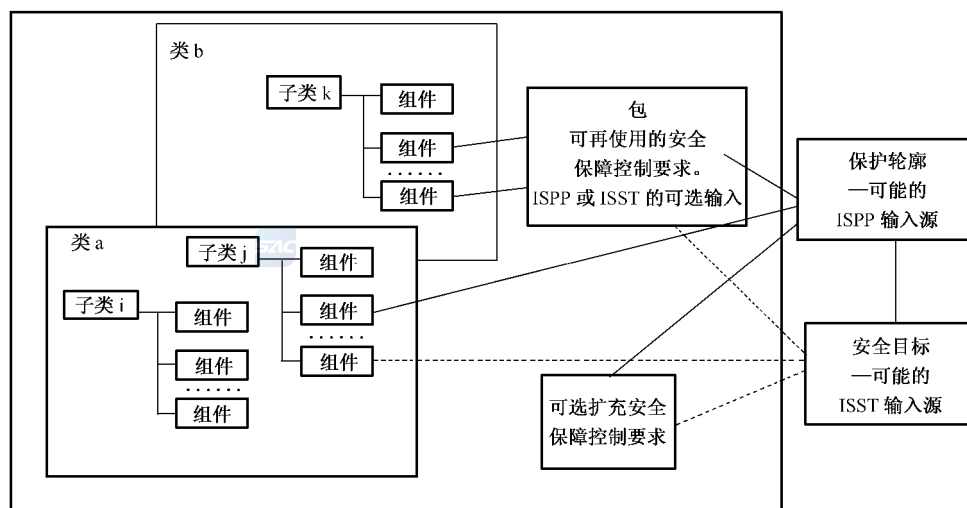 类 b
子类 k
组件
组件
······
组件
包
可再使用的安全
保障控制要求。
ISPP 或 ISST 的可选输入
保护轮廓
—可能的
ISPP 输入源
类 a
子类 j
组件
组件
······
组件
子类 i
组件
组件
······
组件
SAC
可选扩充安全
保障控制要求
安全目标
—可能的
ISST 输入源